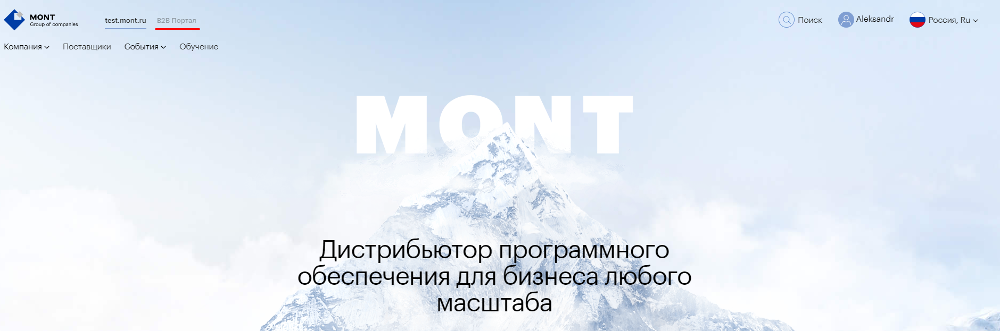 MONT
Group of companies
test.mont.ru
B2B Портал
Поиск
Aleksandr
Россия, Ru
Компания
Поставщики
События
Обучение
MONT
Дистрибьютор программного
обеспечения для бизнеса любого
масштаба